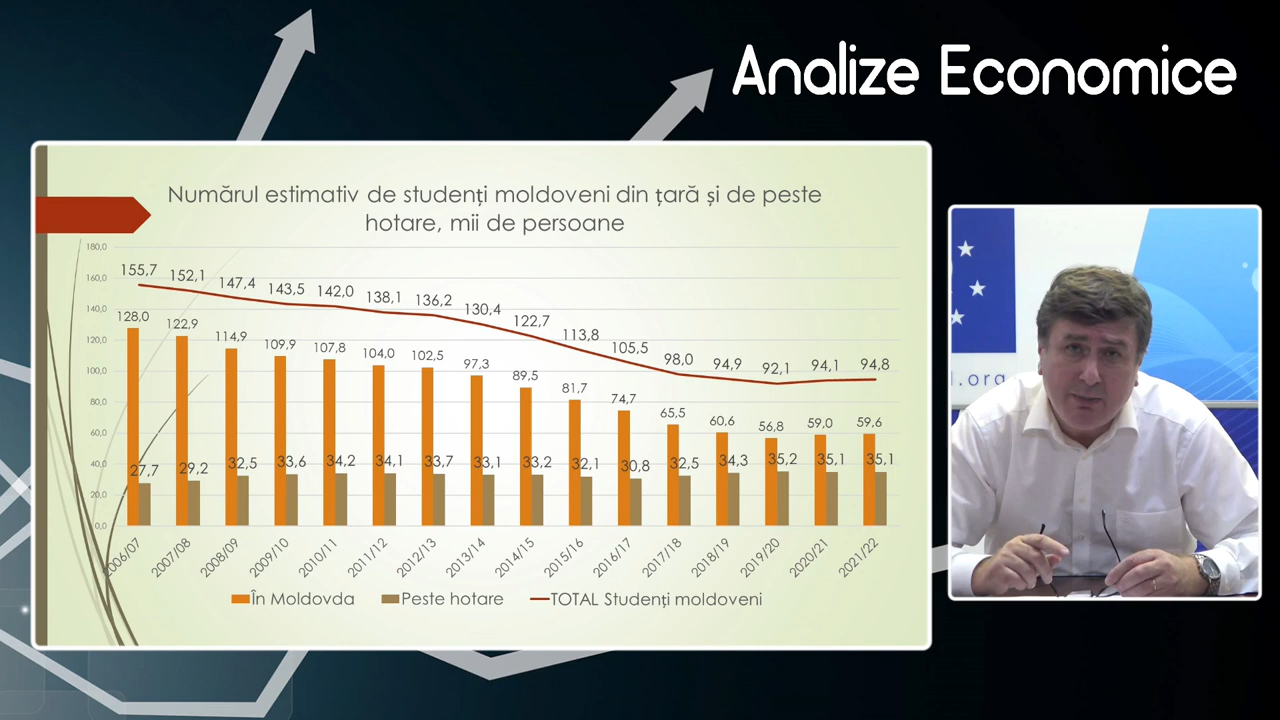 Analize Economice
Numărul estimativ de studenți moldoveni din țară și de peste
hotare, mii de persoane
180,0
160,0
140,0
120,0
100,0
80,0
60,0
40,0
20,0
0,0
155,7 152,1 147,4 143,5 142,0 138,1 136,2 130,4 122,7 113,8 105,5 98,0 94,9 92,1 94,1 94,8
128,0 122,9 114,9 109,9 107,8 104,0 102,5 97,3 89,5 81,7 74,7 65,5 60,6 56,8 59,0 59,6
27,7 29,2 32,5 33,6 34,2 34,1 33,7 33,1 33,2 32,1 30,8 32,5 34,3 35,2 35,1 35,1
2006/07 2007/08 2008/09 2009/10 2010/11 2011/12 2012/13 2013/14 2014/15 2015/16 2016/17 2017/18 2018/19 2019/20 2020/21 2021/22
În Moldovda Peste hotare TOTAL Studenți moldoveni
l.org